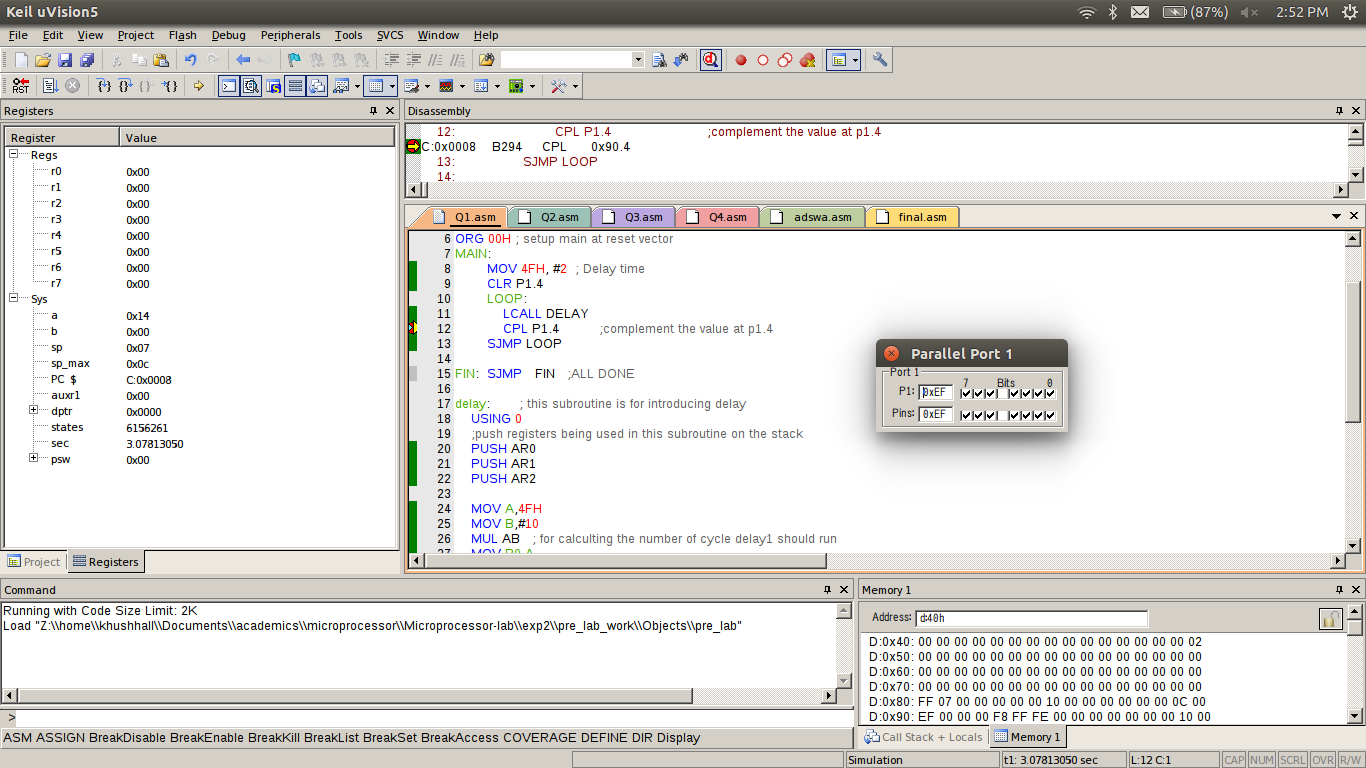 Keil uVision5
(87%)
2:52 PM
File Edit View Project Flash Debug Peripherals Tools SVCS Window Help
Registers
Register Value
Regs
r0 0x00
r1 0x00
r2 0x00
r3 0x00
r4 0x00
r5 0x00
r6 0x00
r7 0x00
Sys
a 0x14
b 0x00
sp 0x07
sp_max 0x0c
PC $ C:0x0008
auxr1 0x00
dptr 0x0000
states 6156261
sec 3.07813050
psw 0x00
Project Registers
Disassembly
12: CPL P1.4 ;complement the value at p1.4
C:0x0008 B294 CPL 0x90.4
13: SJMP LOOP
14:
Q1.asm Q2.asm Q3.asm Q4.asm adswa.asm final.asm
6 ORG 00H ; setup main at reset vector
7 MAIN:
8 MOV 4FH, #2 ; Delay time
9 CLR P1.4
10 LOOP:
11 LCALL DELAY
12 CPL P1.4 ;complement the value at p1.4
13 SJMP LOOP
14
15 FIN: SJMP FIN ;ALL DONE
16
17 delay: ; this subroutine is for introducing delay
18 USING 0
19 ;push registers being used in this subroutine on the stack
20 PUSH AR0
21 PUSH AR1
22 PUSH AR2
23
24 MOV A,4FH
25 MOV B,#10
26 MUL AB ; for calculting the number of cycle delay1 should run
27 MOV R0,A
Parallel Port 1
Port 1
7 Bits 0
P1: 0xEF
Pins: 0xEF
Command
Running with Code Size Limit: 2K
Load "Z:\\home\\khushhall\\Documents\\academics\\microprocessor\\Microprocessor-lab\\exp2\\pre_lab_work\\Objects\\pre_lab"
>
ASM ASSIGN BreakDisable BreakEnable BreakKill BreakList BreakSet BreakAccess COVERAGE DEFINE DIR Display
Memory 1
Address: d:40h
D:0x40: 00 00 00 00 00 00 00 00 00 00 00 00 00 00 00 02
D:0x50: 00 00 00 00 00 00 00 00 00 00 00 00 00 00 00 00
D:0x60: 00 00 00 00 00 00 00 00 00 00 00 00 00 00 00 00
D:0x70: 00 00 00 00 00 00 00 00 00 00 00 00 00 00 00 00
D:0x80: FF 07 00 00 00 00 00 10 00 00 00 00 00 00 0C 00
D:0x90: EF 00 00 00 F8 FF FE 00 00 00 00 00 00 00 10 00
Call Stack + Locals Memory 1
Simulation t1: 3.07813050 sec L:12 C:1 CAP NUM SCRL OVR R/W